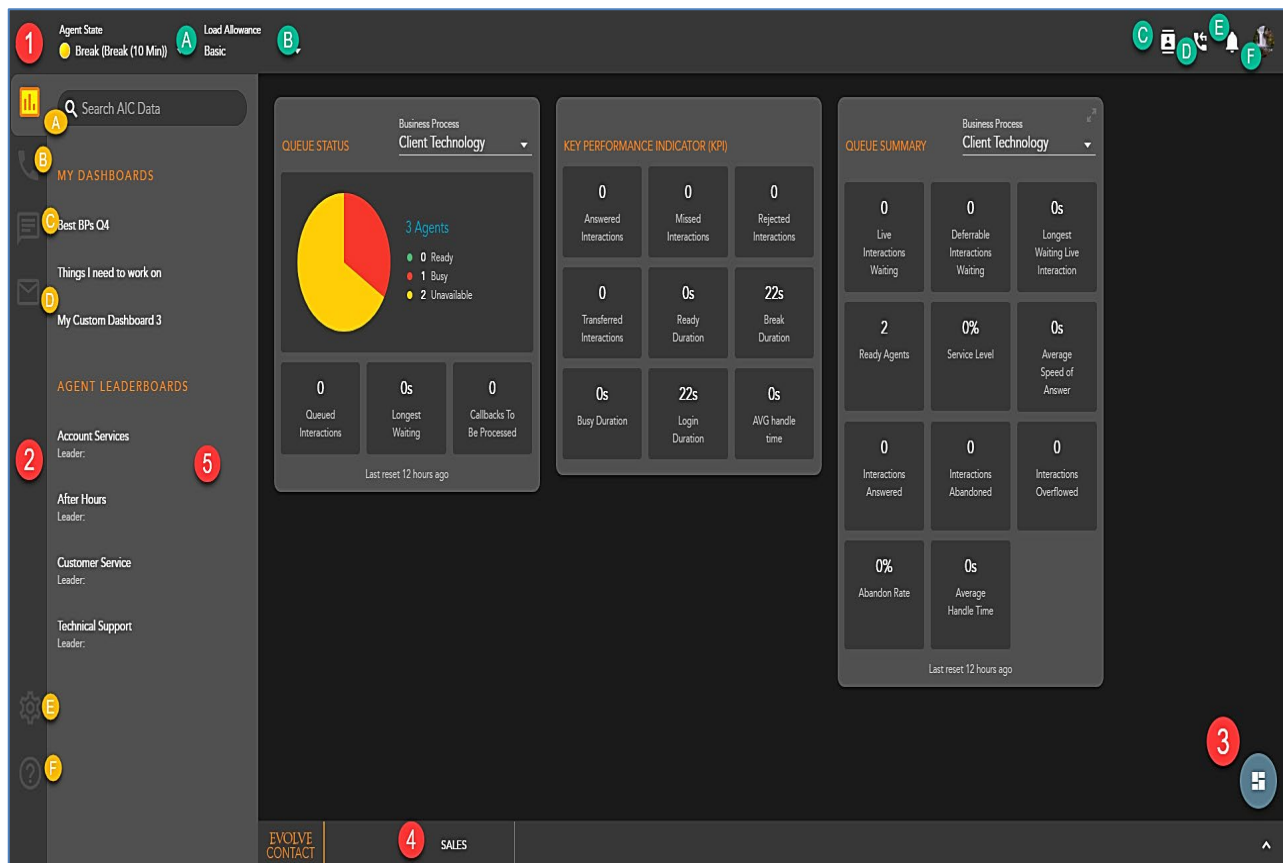 Agent State
Load Allowance
1
Break (Break (10 Min))
A
Basic
B
C
D
E
F
Search AIC Data
A
B
MY DASHBOARDS
C
Best BPs Q4
Things I need to work on
D
My Custom Dashboard 3
AGENT LEADERBOARDS
Account Services
Leader:
2
5
After Hours
Leader:
Customer Service
Leader:
Technical Support
Leader:
E
?
F
QUEUE STATUS
Business Process
Client Technology
3 Agents
0 Ready
1 Busy
2 Unavailable
0
Queued
Interactions
0s
Longest
Waiting
0
Callbacks To
Be Processed
Last reset 12 hours ago
KEY PERFORMANCE INDICATOR (KPI)
0
Answered
Interactions
0
Missed
Interactions
0
Rejected
Interactions
0
Transferred
Interactions
0s
Ready
Duration
22s
Break
Duration
0s
Busy Duration
22s
Login
Duration
0s
AVG handle
time
QUEUE SUMMARY
Business Process
Client Technology
0
Live
Interactions
Waiting
0
Deferrable
Interactions
Waiting
0s
Longest
Waiting Live
Interaction
2
Ready Agents
0%
Service Level
0s
Average
Speed of
Answer
0
Interactions
Answered
0
Interactions
Abandoned
0
Interactions
Overflowed
0%
Abandon Rate
0s
Average
Handle Time
Last reset 12 hours ago
3
EVOLVE
CONTACT
4
SALES